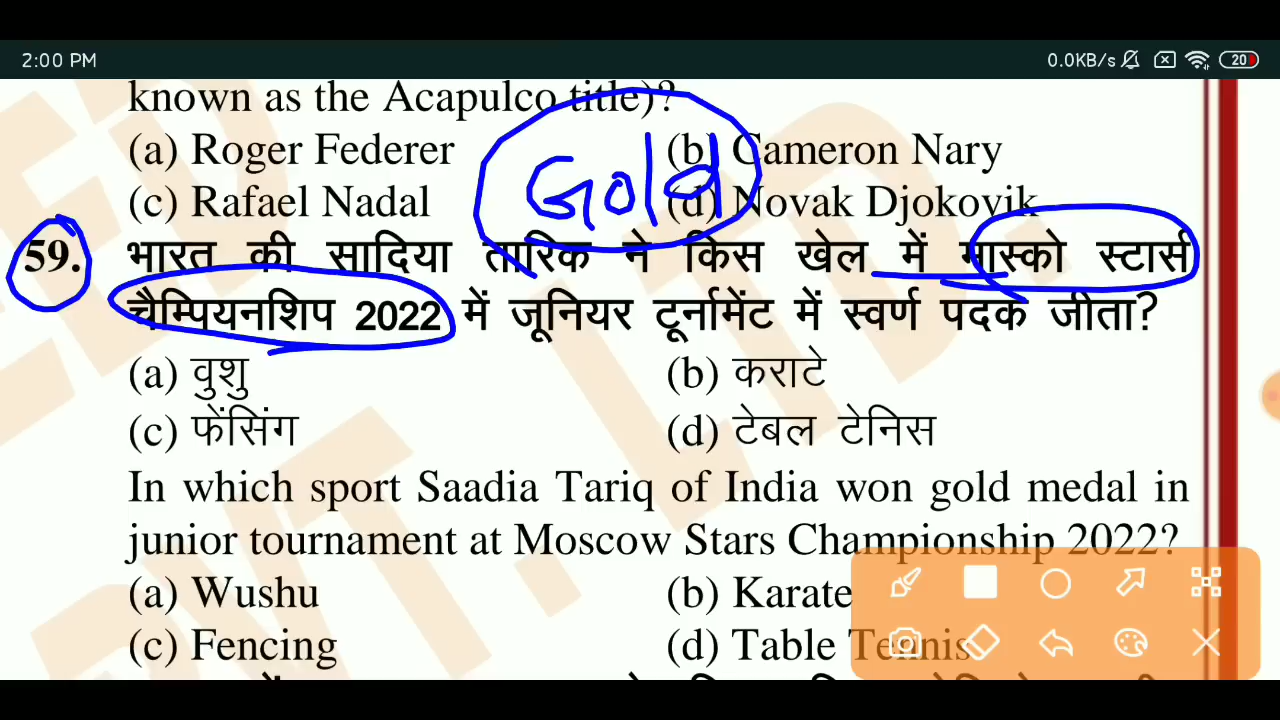 2:00 PM 0.0KB/s 20
known as the Acapulco title)?
(a) Roger Federer (b) Cameron Nary
(c) Rafael Nadal (d) Novak Djokovik
Gold
59. भारत की सादिया तारिक ने किस खेल में मास्को स्टार्स
चैम्पियनशिप 2022 में जूनियर टूर्नामेंट में स्वर्ण पदक जीता?
(a) वुशु (b) कराटे
(c) फेंसिंग (d) टेबल टेनिस
In which sport Saadia Tariq of India won gold medal in
junior tournament at Moscow Stars Championship 2022?
(a) Wushu (b) Karate
(c) Fencing (d) Table Tennis